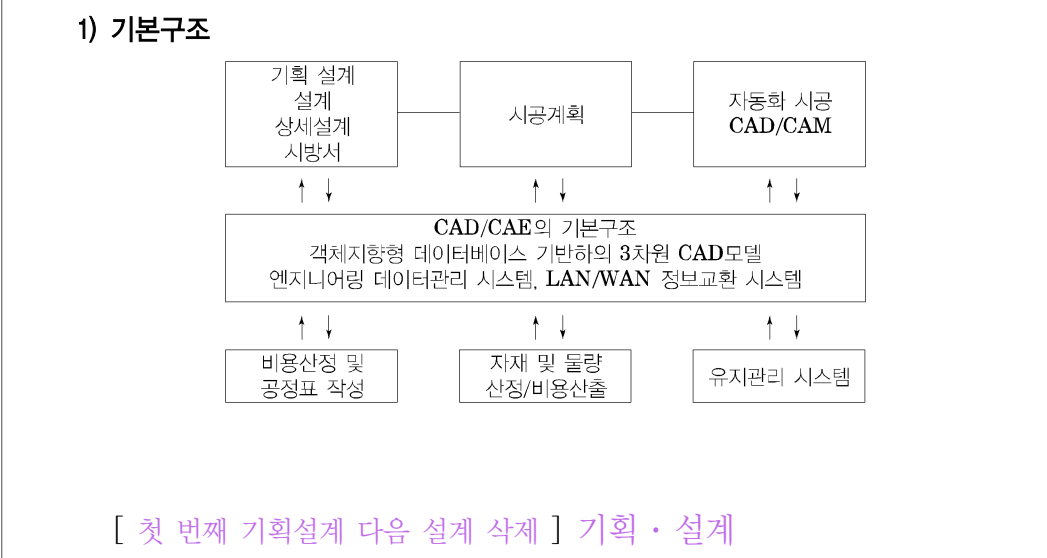 1) 기본구조
기획 설계
설계
상세설계
시방서
시공계획
자동화 시공
CAD/CAM
↑ ↓ ↑ ↓ ↑ ↓
CAD/CAE의 기본구조
객체지향형 데이터베이스 기반하의 3차원 CAD모델
엔지니어링 데이터관리 시스템, LAN/WAN 정보교환 시스템
↑ ↓ ↑ ↓ ↑ ↓
비용산정 및
공정표 작성
자재 및 물량
산정/비용산출
유지관리 시스템
[ 첫 번째 기획설계 다음 설계 삭제 ] 기획・설계